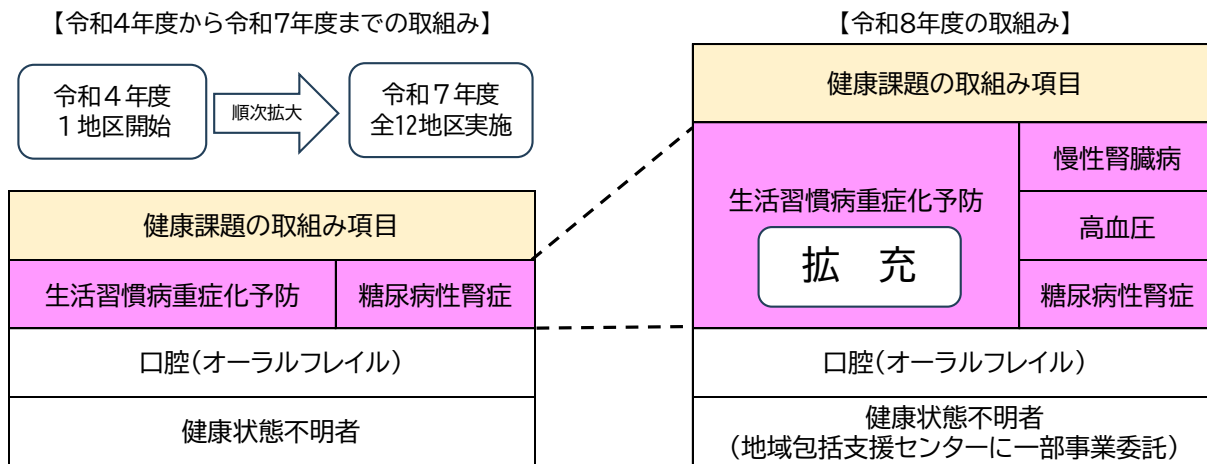 【令和4年度から令和7年度までの取組み】
令和４年度
１地区開始
順次拡大
令和７年度
全12地区実施
健康課題の取組み項目
生活習慣病重症化予防
糖尿病性腎症
口腔(オーラルフレイル)
健康状態不明者
【令和8年度の取組み】
健康課題の取組み項目
生活習慣病重症化予防
拡　充
慢性腎臓病
高血圧
糖尿病性腎症
口腔(オーラルフレイル)
健康状態不明者
(地域包括支援センターに一部事業委託)